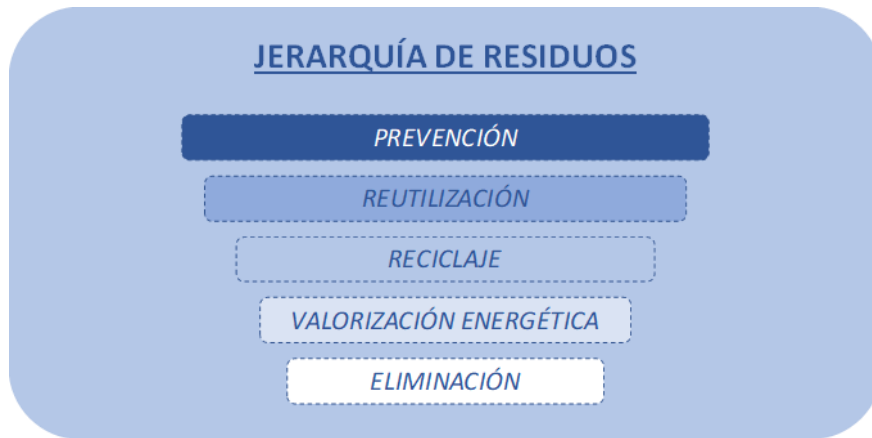 JERARQUÍA DE RESIDUOS
PREVENCIÓN
REUTILIZACIÓN
RECICLAJE
VALORIZACIÓN ENERGÉTICA
ELIMINACIÓN